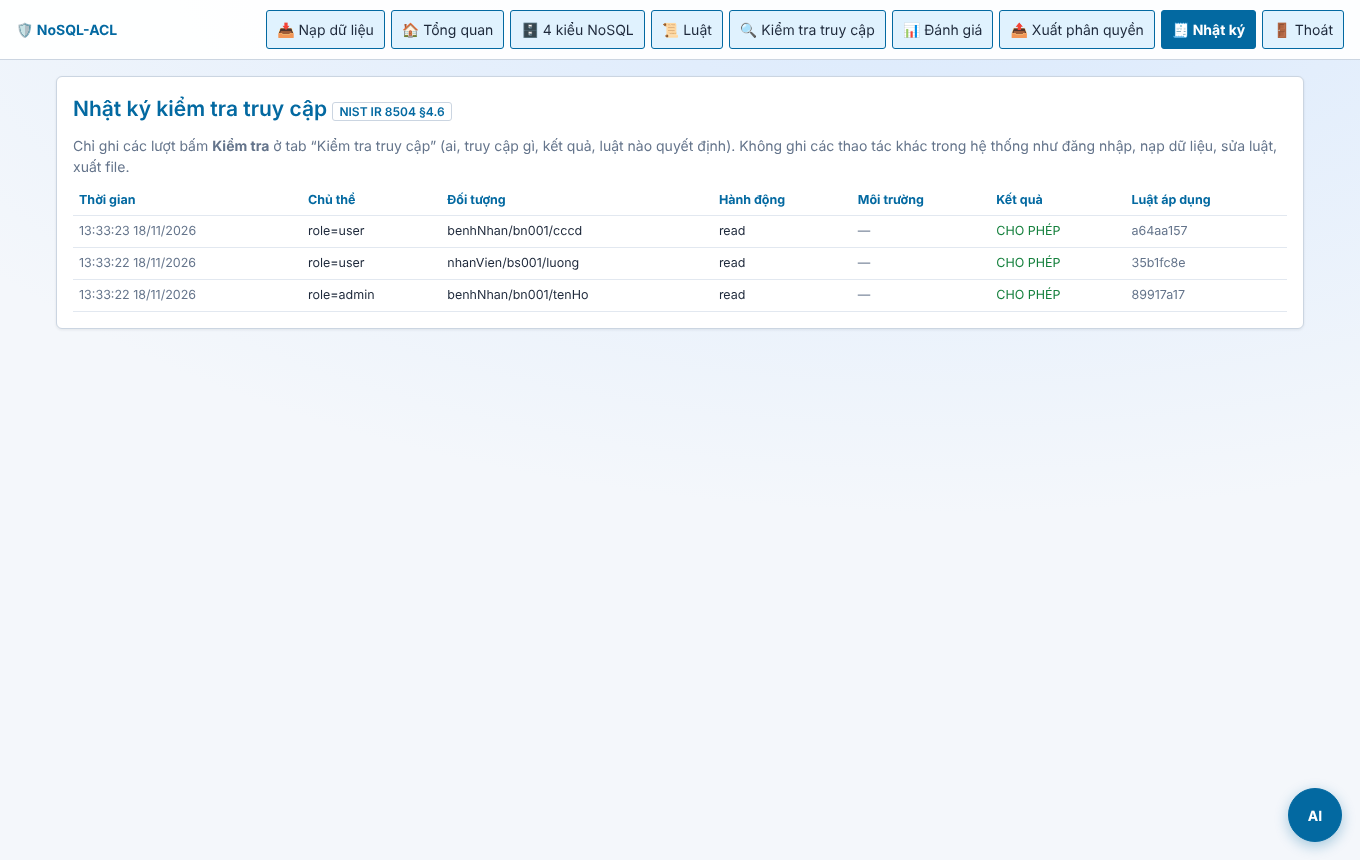 NoSQL-ACL
Nạp dữ liệu
Tổng quan
4 kiểu NoSQL
Luật
Kiểm tra truy cập
Đánh giá
Xuất phân quyền
Nhật ký
Thoát
Nhật ký kiểm tra truy cập NIST IR 8504 §4.6
Chỉ ghi các lượt bấm Kiểm tra ở tab “Kiểm tra truy cập” (ai, truy cập gì, kết quả, luật nào quyết định). Không ghi các thao tác khác trong hệ thống như đăng nhập, nạp dữ liệu, sửa luật,
xuất file.
Thời gian Chủ thể Đối tượng Hành động Môi trường Kết quả Luật áp dụng
13:33:23 18/11/2026 role=user benhNhan/bn001/cccd read — CHO PHÉP a64aa157
13:33:22 18/11/2026 role=user nhanVien/bs001/luong read — CHO PHÉP 35b1fc8e
13:33:22 18/11/2026 role=admin benhNhan/bn001/tenHo read — CHO PHÉP 89917a17
AI